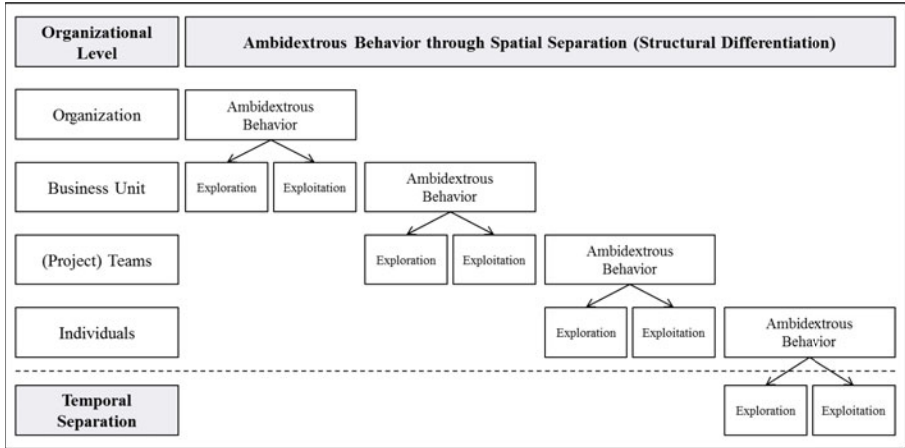 Organizational
Level
Ambidextrous Behavior through Spatial Separation (Structural Differentiation)
Organization
Ambidextrous
Behavior
Business Unit
Exploration
Exploitation
Ambidextrous
Behavior
(Project) Teams
Exploration
Exploitation
Ambidextrous
Behavior
Individuals
Exploration
Exploitation
Ambidextrous
Behavior
Temporal
Separation
Exploration
Exploitation